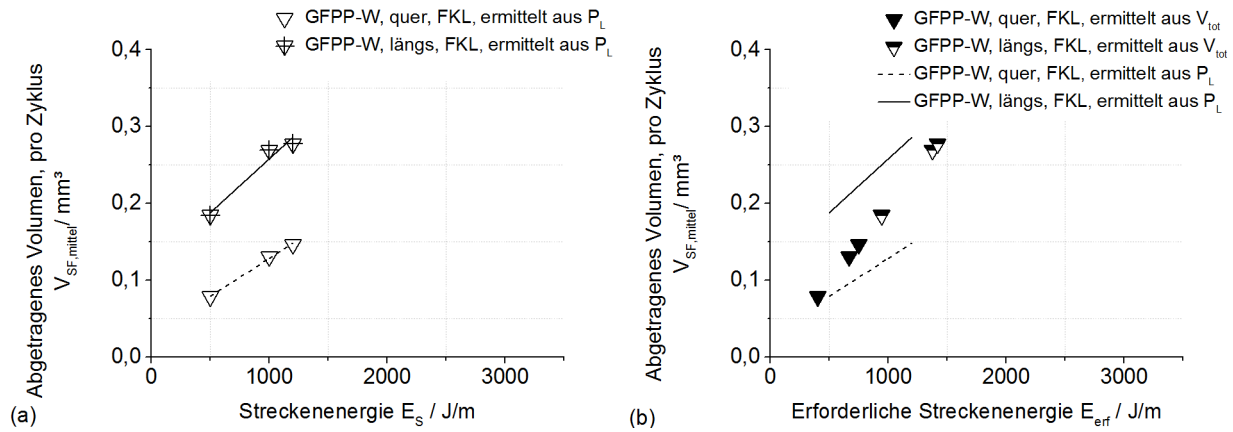 GFPP-W, quer, FKL, ermittelt aus P_L
GFPP-W, längs, FKL, ermittelt aus P_L
0,4
0,3
0,2
0,1
0,0
Abgetragenes Volumen, pro Zyklus
V_SF,mittel/ mm³
0 1000 2000 3000
(a) Streckenenergie E_S / J/m
GFPP-W, quer, FKL, ermittelt aus V_tot
GFPP-W, längs, FKL, ermittelt aus V_tot
GFPP-W, quer, FKL, ermittelt aus P_L
GFPP-W, längs, FKL, ermittelt aus P_L
0,4
0,3
0,2
0,1
0,0
Abgetragenes Volumen, pro Zyklus
V_SF,mittel/ mm³
0 1000 2000 3000
(b) Erforderliche Streckenenergie E_erf / J/m